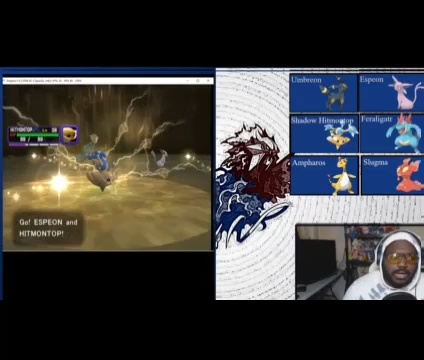 Umbreon
Espeon
Shadow Hitmontop
Feraligatr
Ampharos
Slugma
HITMONTOP
Go! ESPEON and
HITMONTOP!